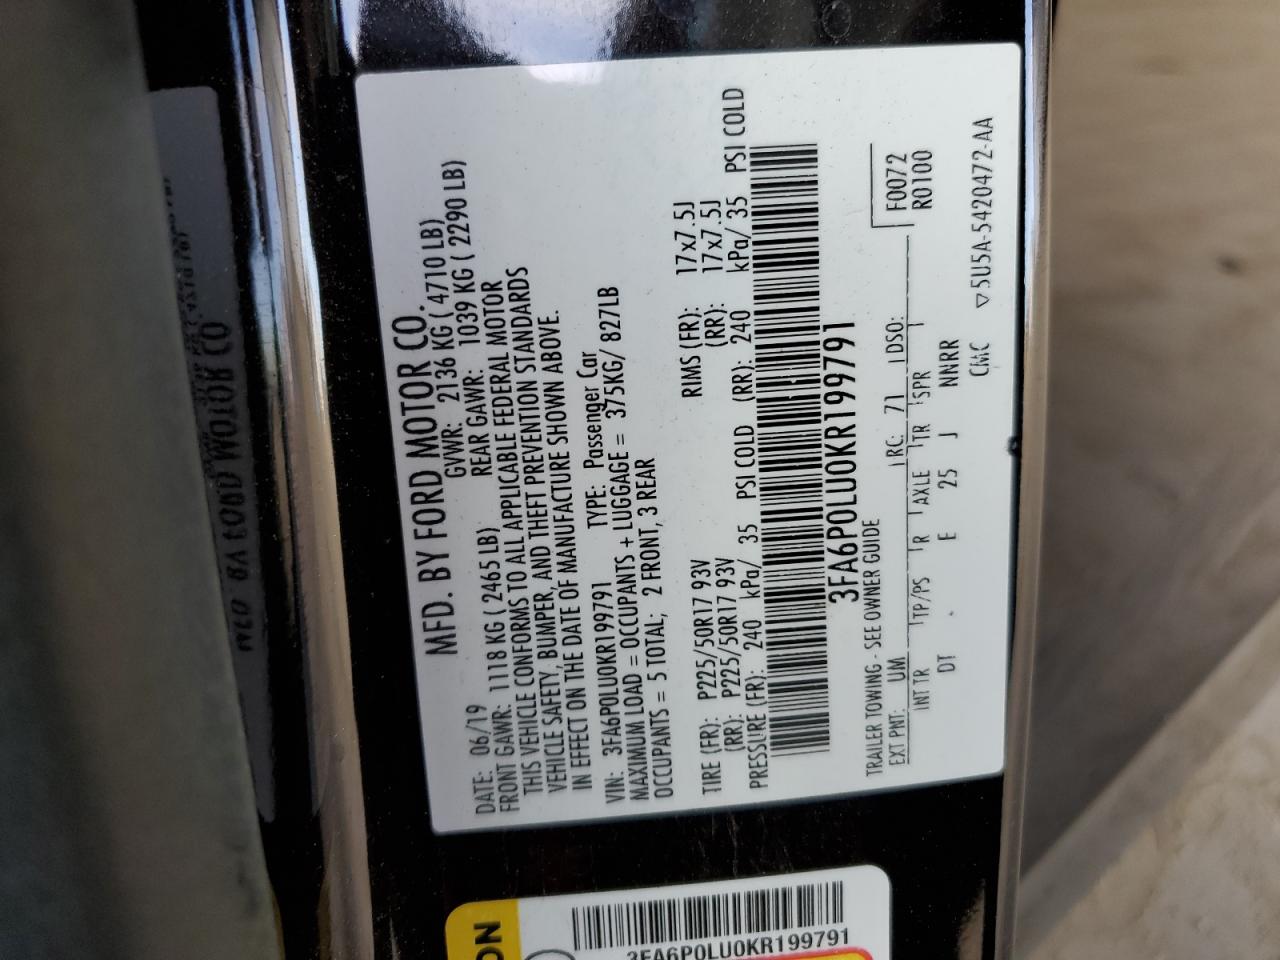 MFD. BY FORD MOTOR CO.
DATE: 06/19 GVWR: 2136 KG ( 4710 LB)
FRONT GAWR: 1118 KG ( 2465 LB) REAR GAWR: 1039 KG ( 2290 LB)
THIS VEHICLE CONFORMS TO ALL APPLICABLE FEDERAL MOTOR
VEHICLE SAFETY, BUMPER, AND THEFT PREVENTION STANDARDS
IN EFFECT ON THE DATE OF MANUFACTURE SHOWN ABOVE.
VIN: 3FA6P0LU0KR199791 TYPE: Passenger Car
MAXIMUM LOAD = OCCUPANTS + LUGGAGE = 375KG/ 827LB
OCCUPANTS = 5 TOTAL; 2 FRONT, 3 REAR
TIRE (FR): P225/50R17 93V RIMS (FR): 17x7.5J
(RR): P225/50R17 93V (RR): 17x7.5J
PRESSURE (FR): 240 kPa/ 35 PSI COLD (RR): 240 kPa/ 35 PSI COLD
3FA6P0LU0KR199791
TRAILER TOWING - SEE OWNER GUIDE F0072
EXT PNT: UM RC: 71 DSO: R0100
INT TR TP/PS R AXLE TR SPR
DT . E 25 J NNRR
CMC ▽5U5A-5420472-AA
3FA6P0LU0KR199791